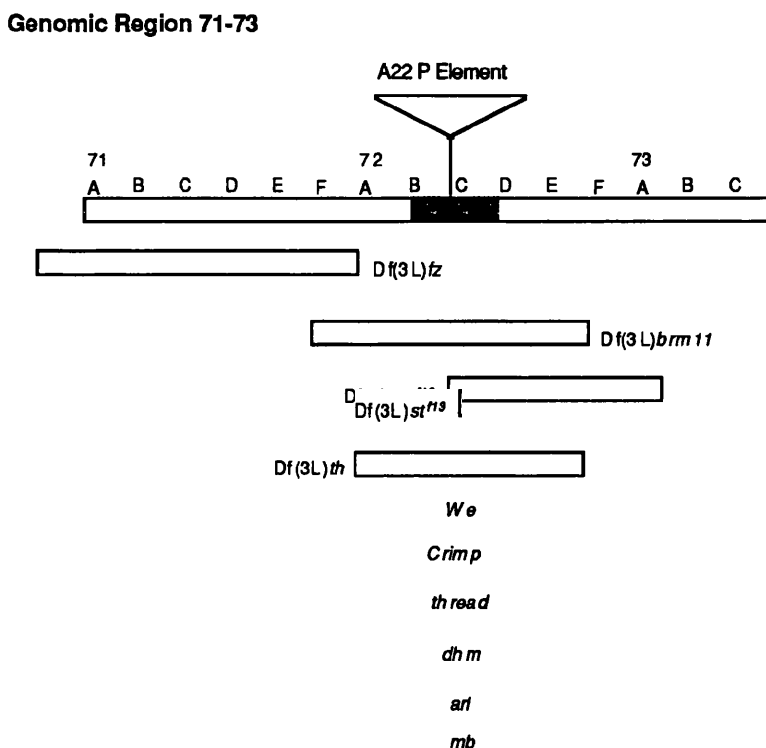 Genomic Region 71-73
A22 P Element
71 72 73
A B C D E F A B C D E F A B C
Df(3L)fz
Df(3L)brm11
Df(3L)st^f13
Df(3L)th
We
Crimp
thread
dhm
arl
mb